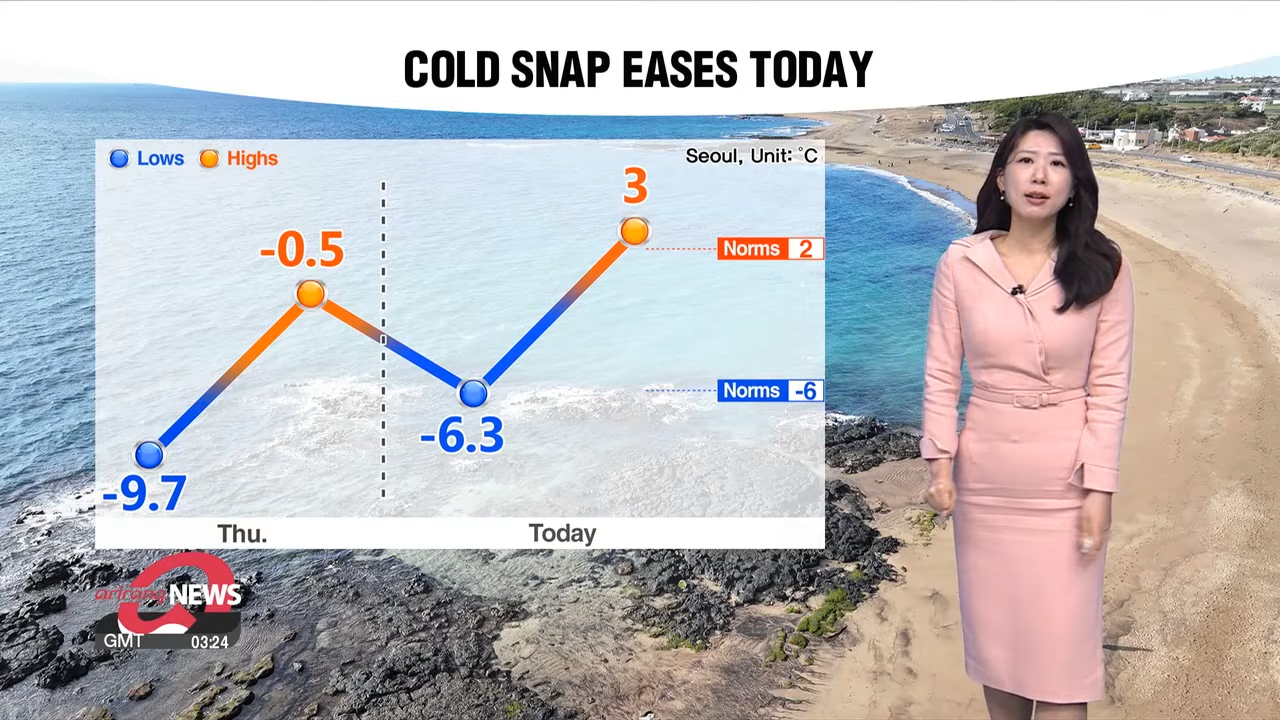 COLD SNAP EASES TODAY
Lows Highs
Seoul, Unit: °C
3
-0.5
Norms 2
Norms -6
-6.3
-9.7
Thu. Today
arirang NEWS
GMT 03:24